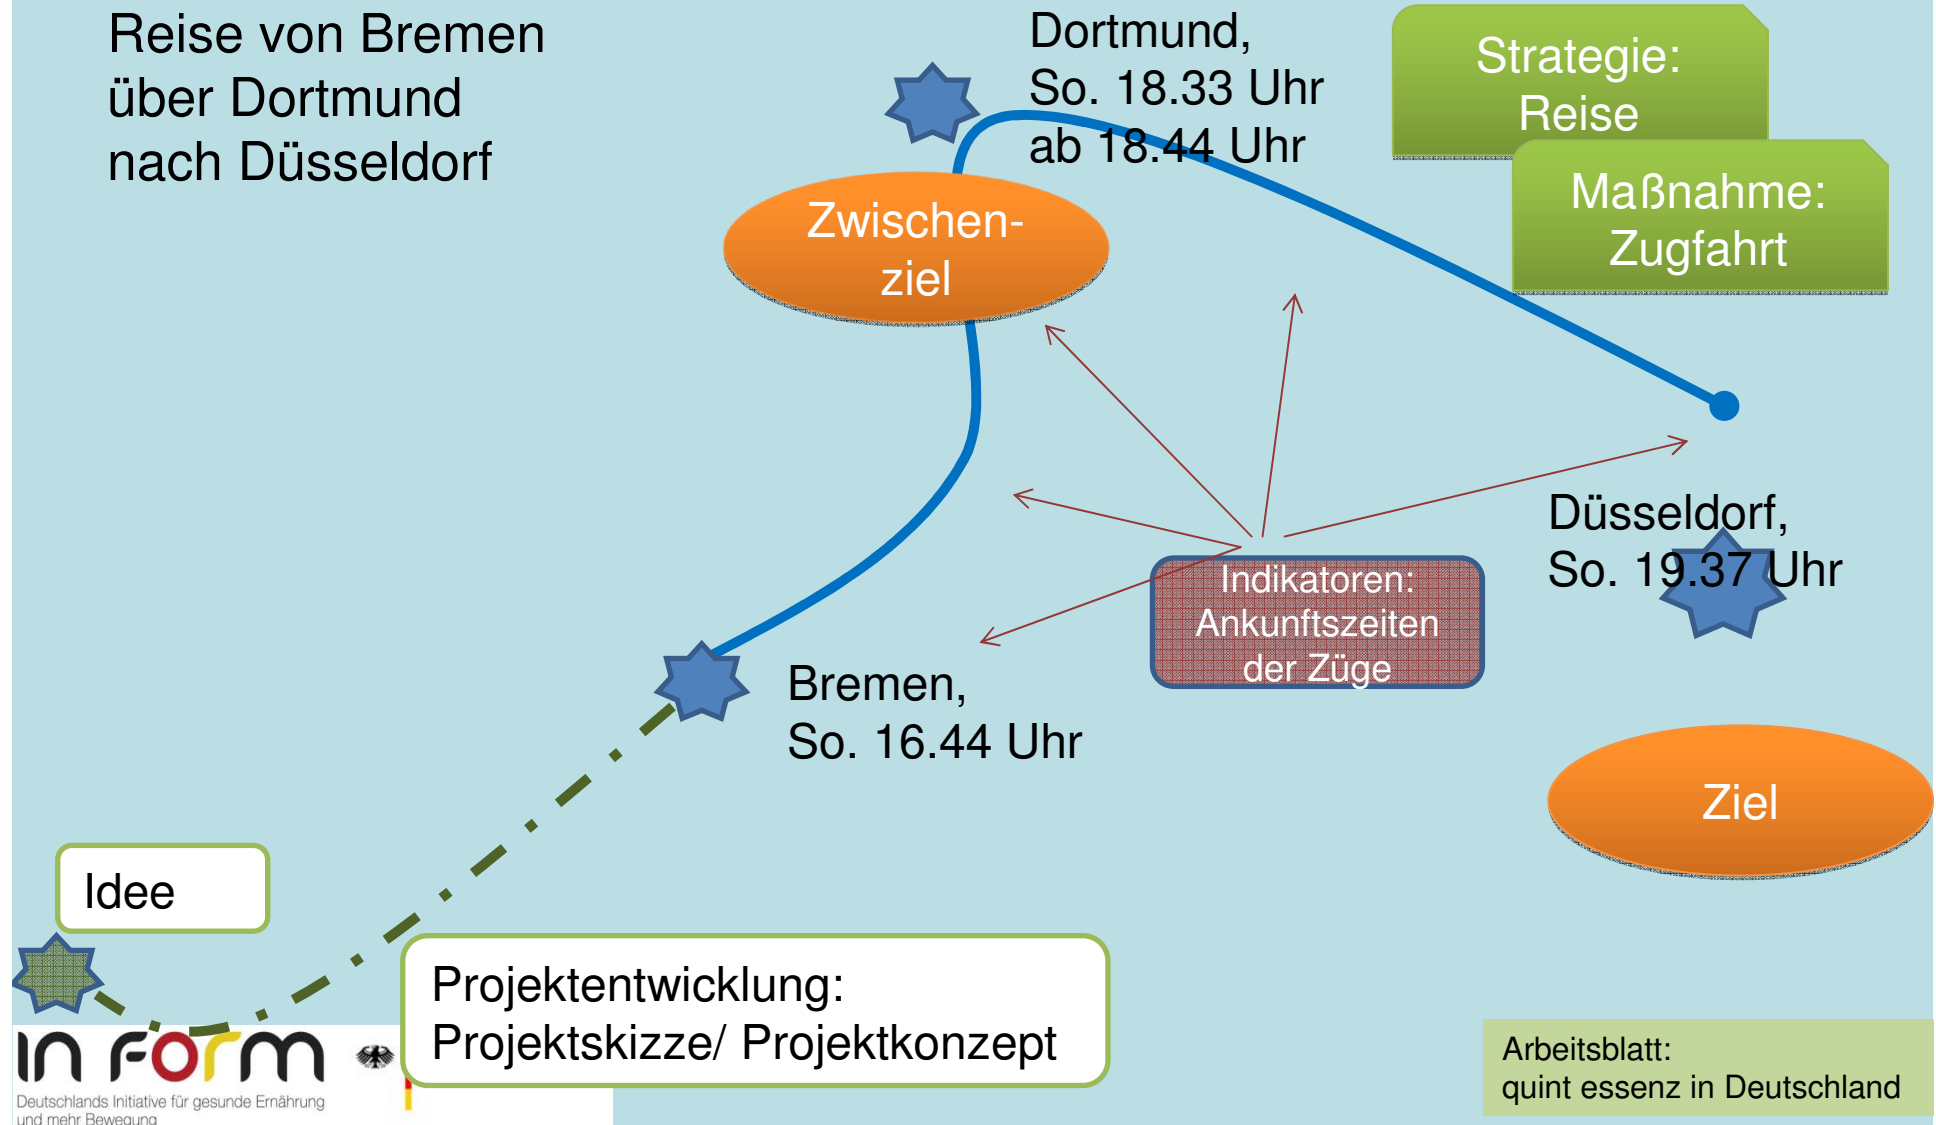 Reise von Bremen
über Dortmund
nach Düsseldorf
Dortmund,
So. 18.33 Uhr
ab 18.44 Uhr
Strategie:
Reise
Maßnahme:
Zugfahrt
Zwischen-
ziel
Düsseldorf,
So. 19.37 Uhr
Indikatoren:
Ankunftszeiten
der Züge
Bremen,
So. 16.44 Uhr
Ziel
Idee
Projektentwicklung:
Projektskizze/ Projektkonzept
IN FORM
Deutschlands Initiative für gesunde Ernährung
und mehr Bewegung
Arbeitsblatt:
quint essenz in Deutschland